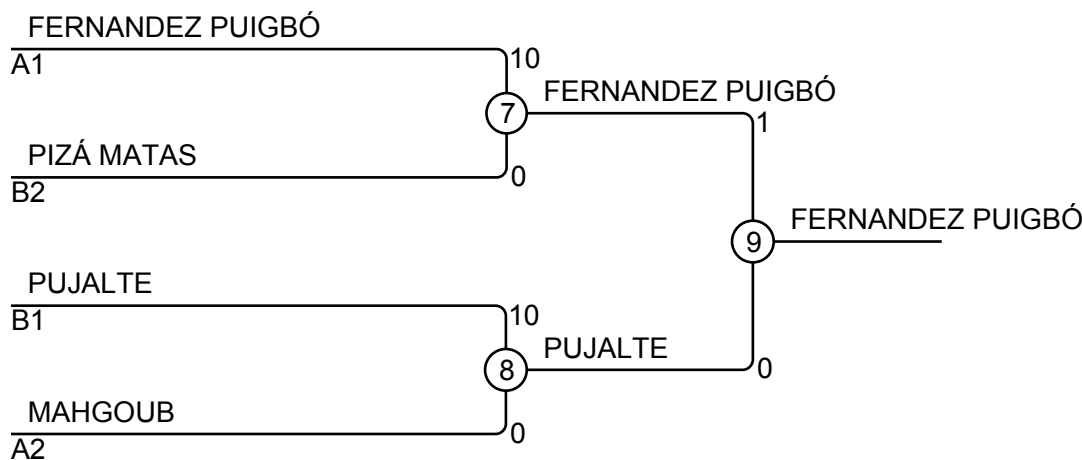 FERNANDEZ PUIGBÓ
A1
10
7
FERNANDEZ PUIGBÓ
1
PIZÁ MATAS
B2
0
9
FERNANDEZ PUIGBÓ
PUJALTE
B1
10
8
PUJALTE
0
MAHGOUB
A2
0